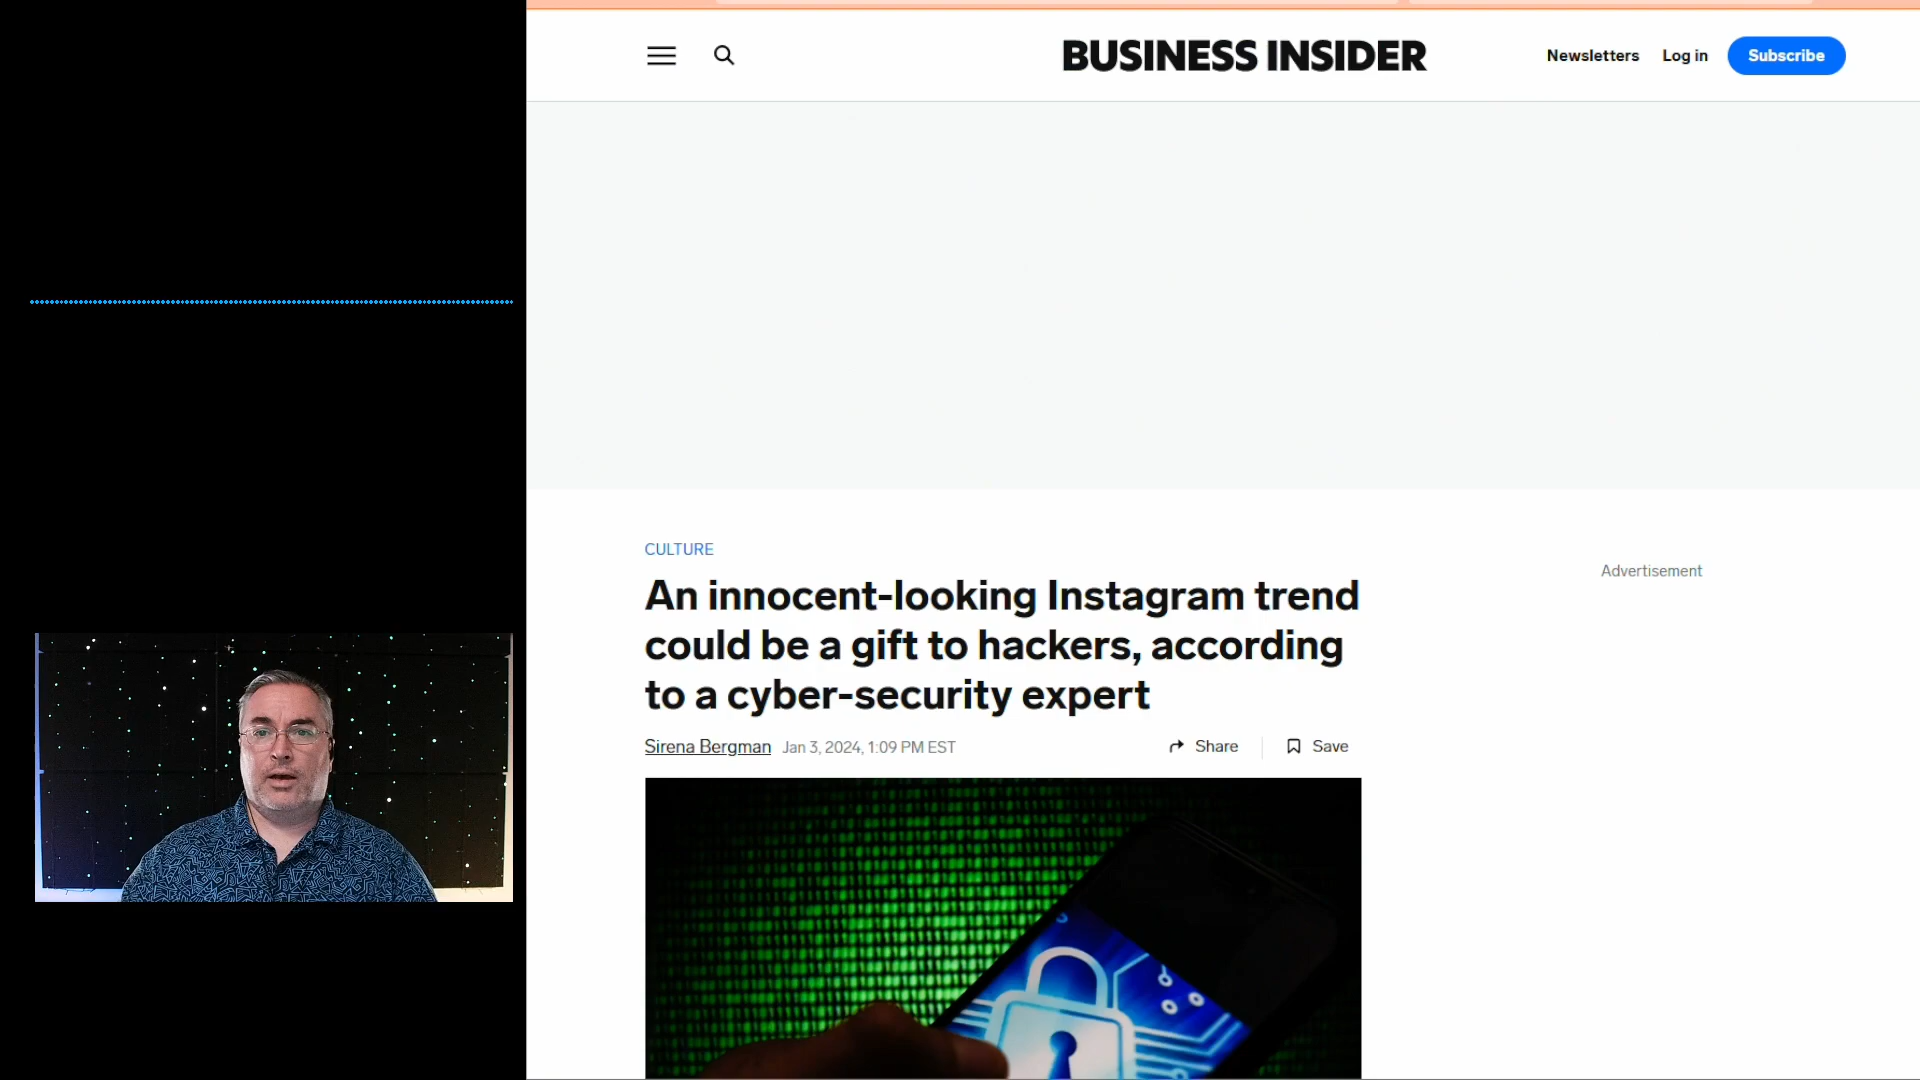 BUSINESS INSIDER
Newsletters
Log in
Subscribe
CULTURE
An innocent-looking Instagram trend
could be a gift to hackers, according
to a cyber-security expert
Sirena Bergman Jan 3, 2024, 1:09 PM EST
Share
Save
Advertisement